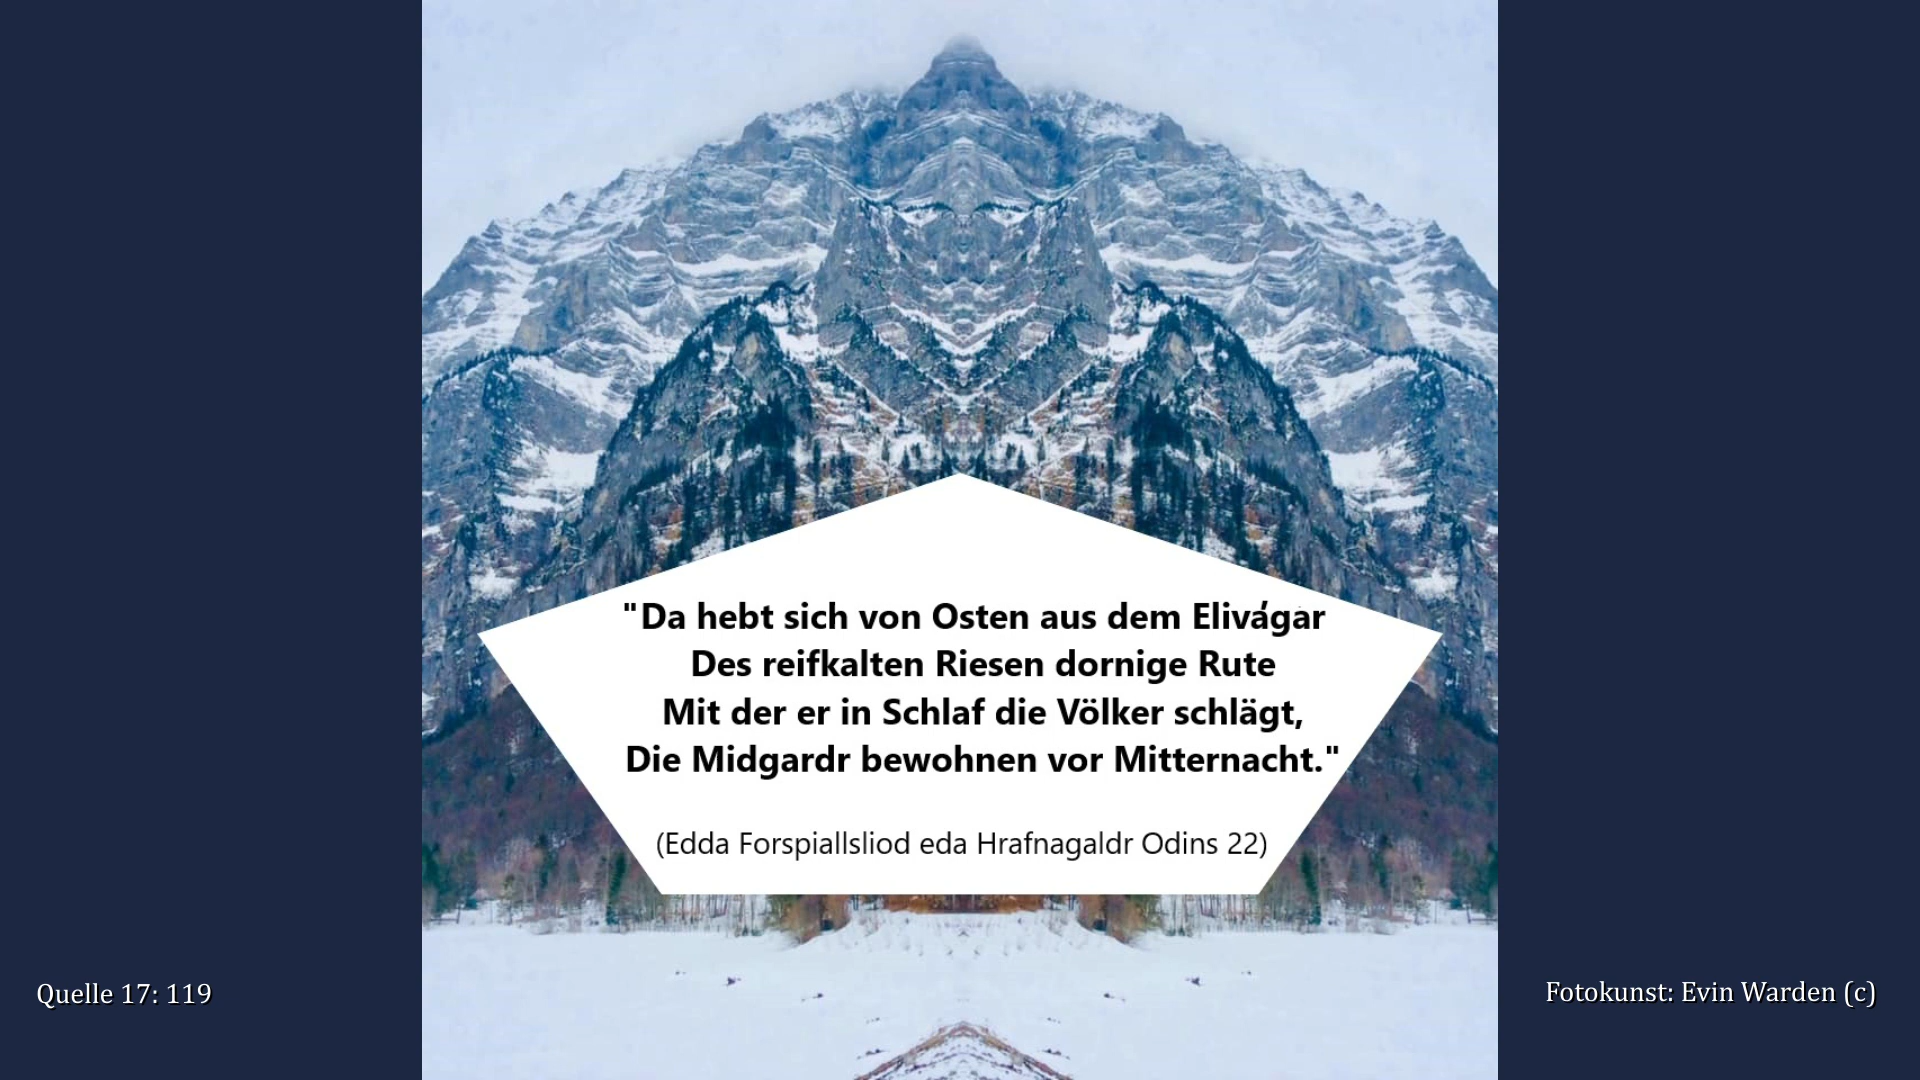 "Da hebt sich von Osten aus dem Elivágar
Des reifkalten Riesen dornige Rute
Mit der er in Schlaf die Völker schlägt,
Die Midgardr bewohnen vor Mitternacht."
(Edda Forspiallsliod eda Hrafnagaldr Odins 22)
Quelle 17: 119
Fotokunst: Evin Warden (c)